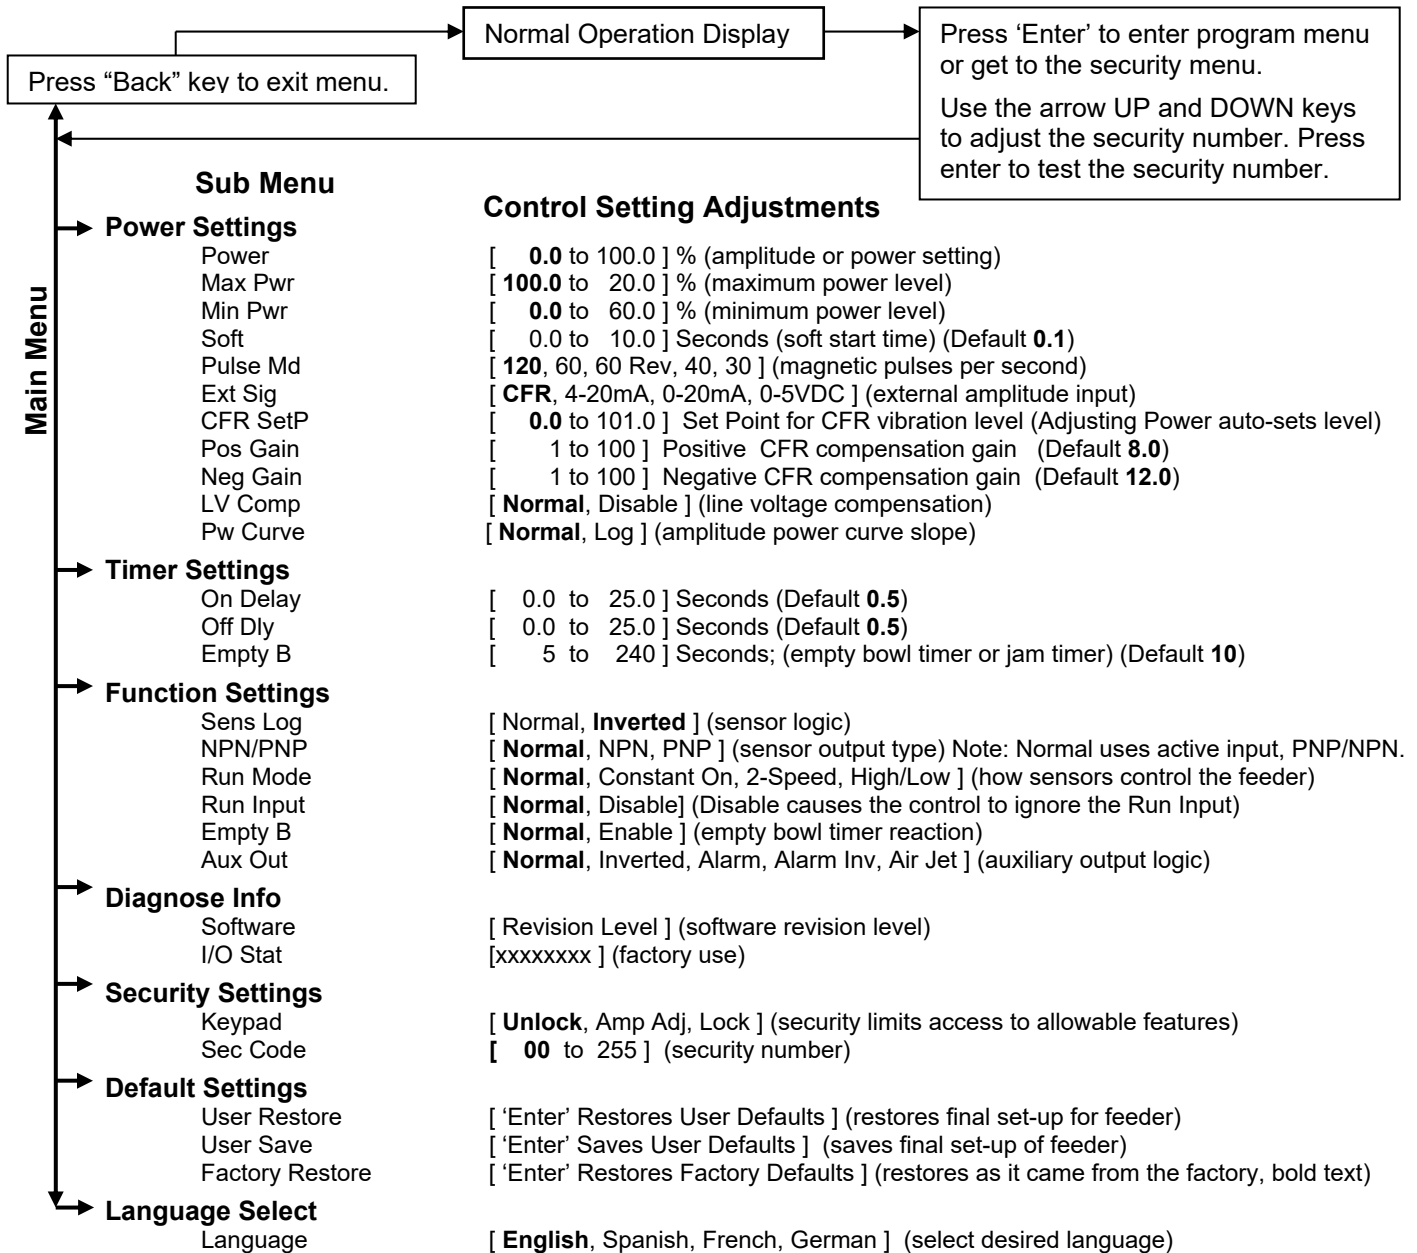 Normal Operation Display
Press ‘Enter’ to enter program menu
or get to the security menu.
Use the arrow UP and DOWN keys
to adjust the security number. Press
enter to test the security number.
Press “Back” key to exit menu.
Main Menu
Sub Menu
Control Setting Adjustments
Power Settings
Power [ 0.0 to 100.0 ] % (amplitude or power setting)
Max Pwr [ 100.0 to 20.0 ] % (maximum power level)
Min Pwr [ 0.0 to 60.0 ] % (minimum power level)
Soft [ 0.0 to 10.0 ] Seconds (soft start time) (Default 0.1)
Pulse Md [ 120, 60, 60 Rev, 40, 30 ] (magnetic pulses per second)
Ext Sig [ CFR, 4-20mA, 0-20mA, 0-5VDC ] (external amplitude input)
CFR SetP [ 0.0 to 101.0 ] Set Point for CFR vibration level (Adjusting Power auto-sets level)
Pos Gain [ 1 to 100 ] Positive CFR compensation gain (Default 8.0)
Neg Gain [ 1 to 100 ] Negative CFR compensation gain (Default 12.0)
LV Comp [ Normal, Disable ] (line voltage compensation)
Pw Curve [ Normal, Log ] (amplitude power curve slope)
Timer Settings
On Delay [ 0.0 to 25.0 ] Seconds (Default 0.5)
Off Dly [ 0.0 to 25.0 ] Seconds (Default 0.5)
Empty B [ 5 to 240 ] Seconds; (empty bowl timer or jam timer) (Default 10)
Function Settings
Sens Log [ Normal, Inverted ] (sensor logic)
NPN/PNP [ Normal, NPN, PNP ] (sensor output type) Note: Normal uses active input, PNP/NPN.
Run Mode [ Normal, Constant On, 2-Speed, High/Low ] (how sensors control the feeder)
Run Input [ Normal, Disable] (Disable causes the control to ignore the Run Input)
Empty B [ Normal, Enable ] (empty bowl timer reaction)
Aux Out [ Normal, Inverted, Alarm, Alarm Inv, Air Jet ] (auxiliary output logic)
Diagnose Info
Software [ Revision Level ] (software revision level)
I/O Stat [xxxxxxxx ] (factory use)
Security Settings
Keypad [ Unlock, Amp Adj, Lock ] (security limits access to allowable features)
Sec Code [ 00 to 255 ] (security number)
Default Settings
User Restore [ ‘Enter’ Restores User Defaults ] (restores final set-up for feeder)
User Save [ ‘Enter’ Saves User Defaults ] (saves final set-up of feeder)
Factory Restore [ ‘Enter’ Restores Factory Defaults ] (restores as it came from the factory, bold text)
Language Select
Language [ English, Spanish, French, German ] (select desired language)